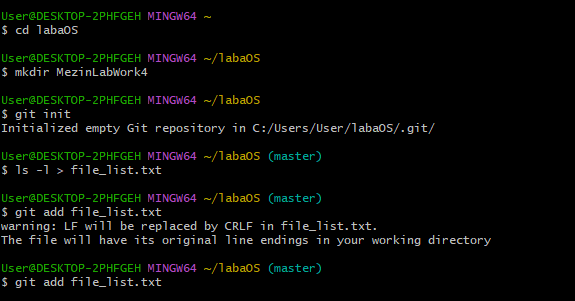 User@DESKTOP-2PHFGEH MINGW64 ~
$ cd labaOS
User@DESKTOP-2PHFGEH MINGW64 ~/labaOS
$ mkdir MezinLabWork4
User@DESKTOP-2PHFGEH MINGW64 ~/labaOS
$ git init
Initialized empty Git repository in C:/Users/User/labaOS/.git/
User@DESKTOP-2PHFGEH MINGW64 ~/labaOS (master)
$ ls -l > file_list.txt
User@DESKTOP-2PHFGEH MINGW64 ~/labaOS (master)
$ git add file_list.txt
warning: LF will be replaced by CRLF in file_list.txt.
The file will have its original line endings in your working directory
User@DESKTOP-2PHFGEH MINGW64 ~/labaOS (master)
$ git add file_list.txt